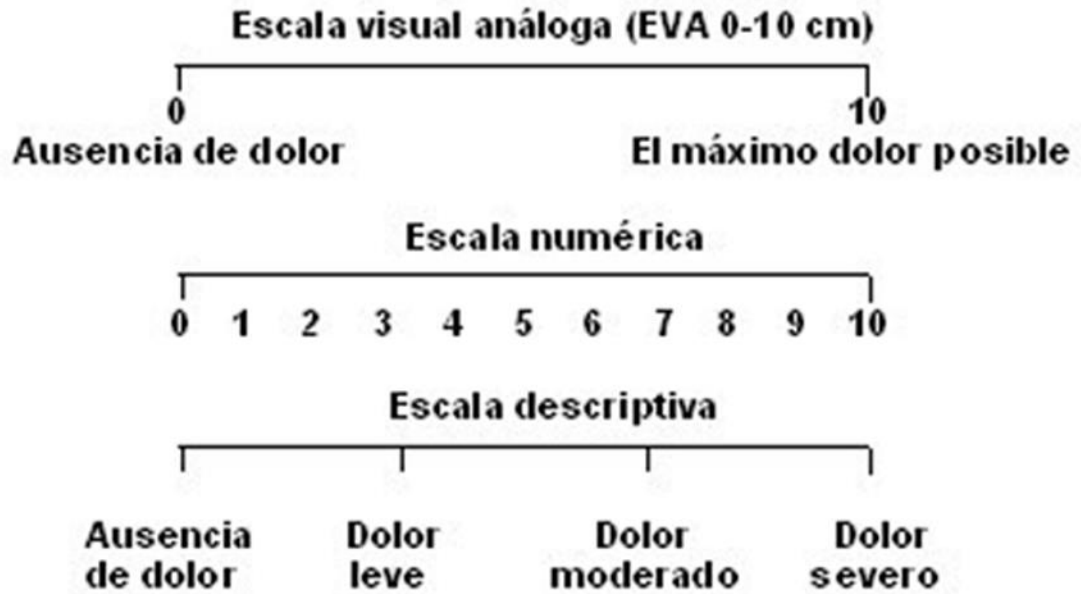 Escala visual análoga (EVA 0-10 cm)
0 10
Ausencia de dolor El máximo dolor posible
Escala numérica
0 1 2 3 4 5 6 7 8 9 10
Escala descriptiva
Ausencia Dolor Dolor Dolor
de dolor leve moderado severo